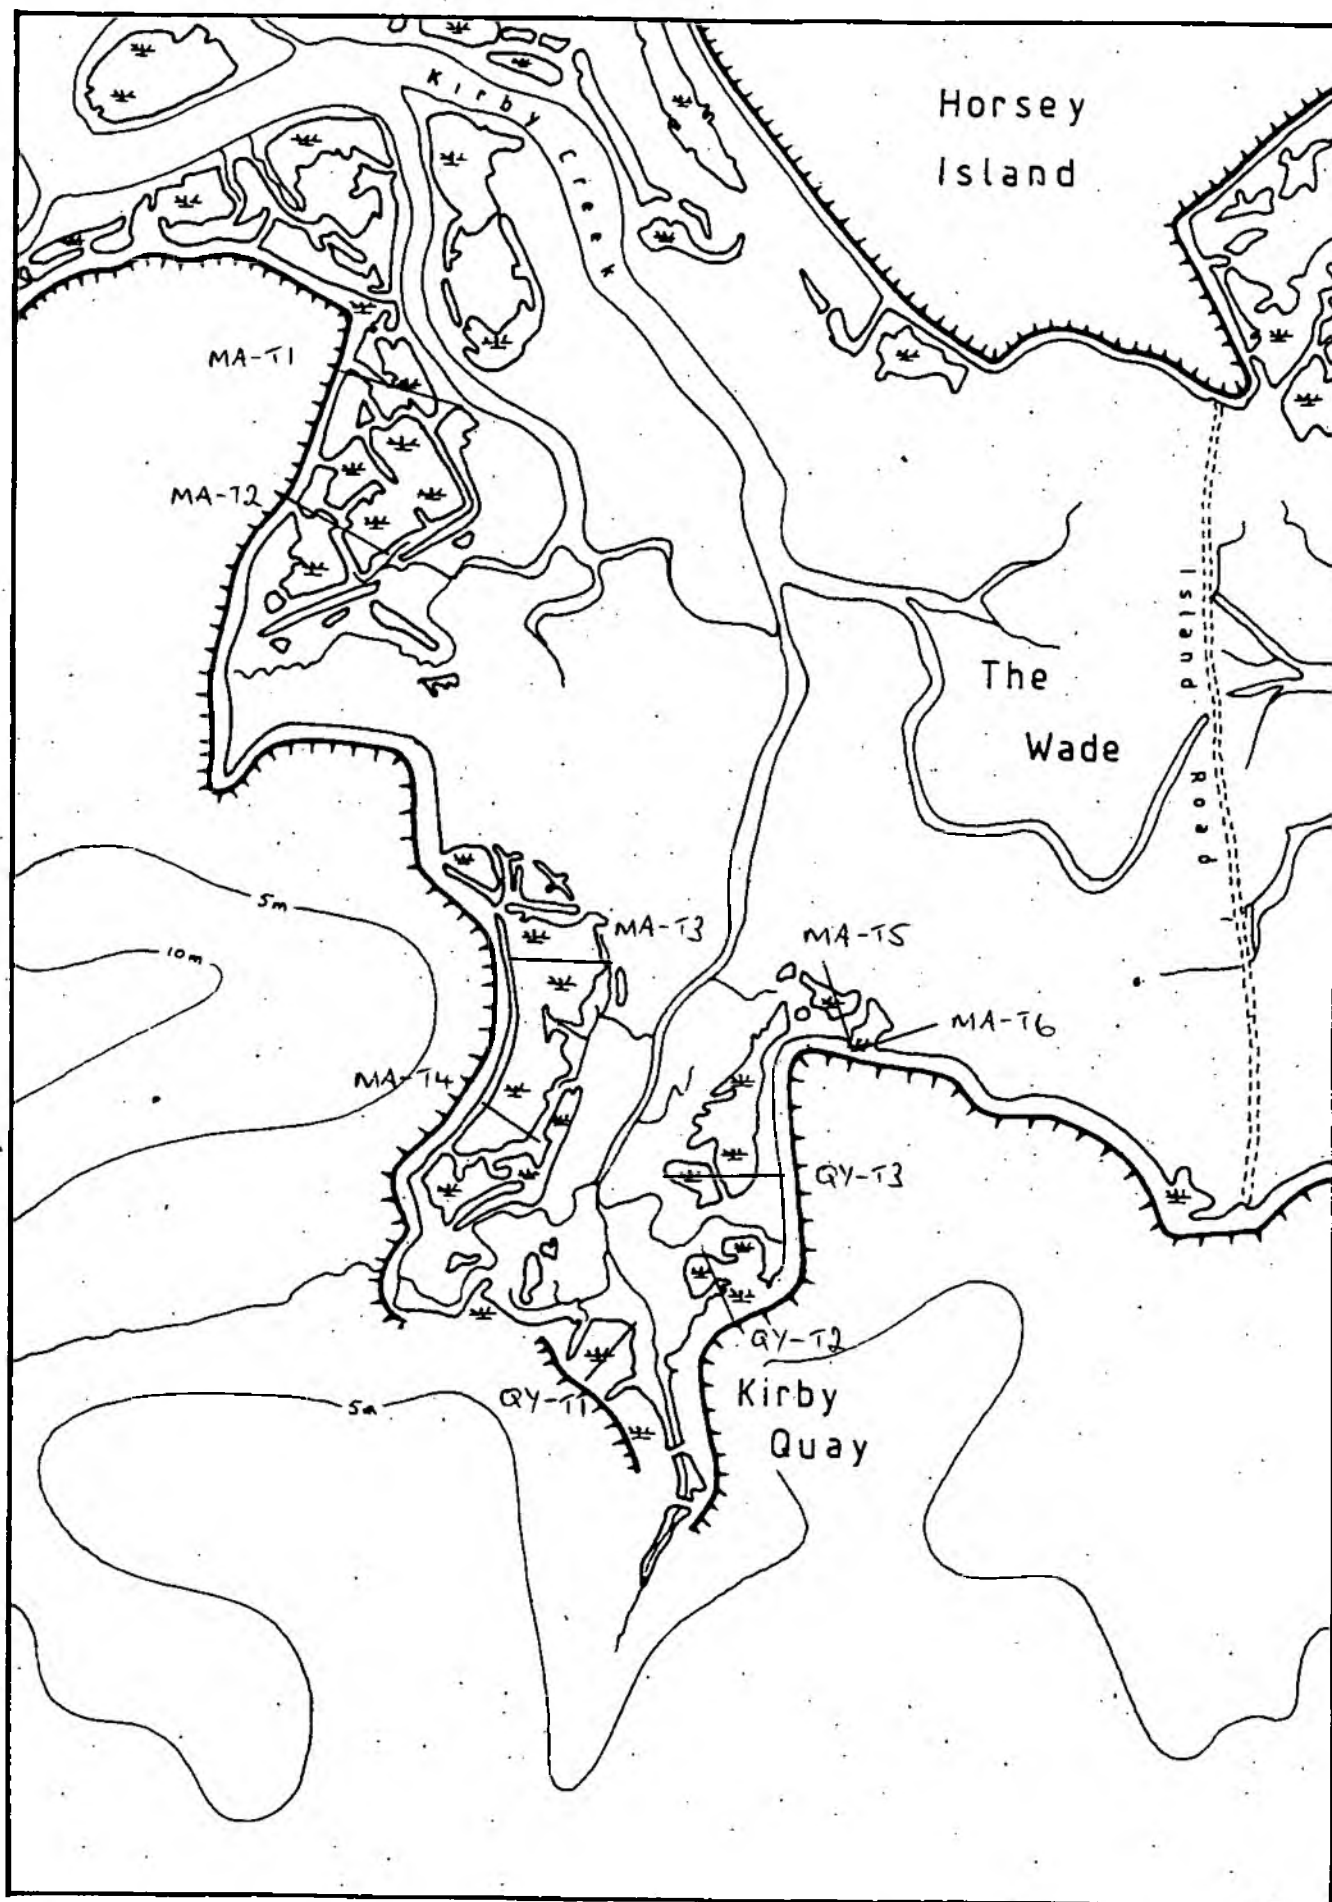 Kirby Creek
Horsey
Island
MA-T1
MA-T2
Island
The
Wade
Road
5m
10m
MA-T3
MA-T5
MA-T6
MA-T4
QY-T3
QY-T2
Kirby
Quay
QY-T1
5m